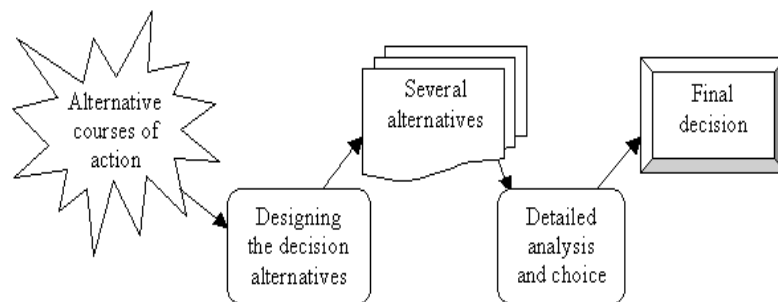 Alternative
courses of
action
Designing
the decision
alternatives
Several
alternatives
Detailed
analysis
and choice
Final
decision